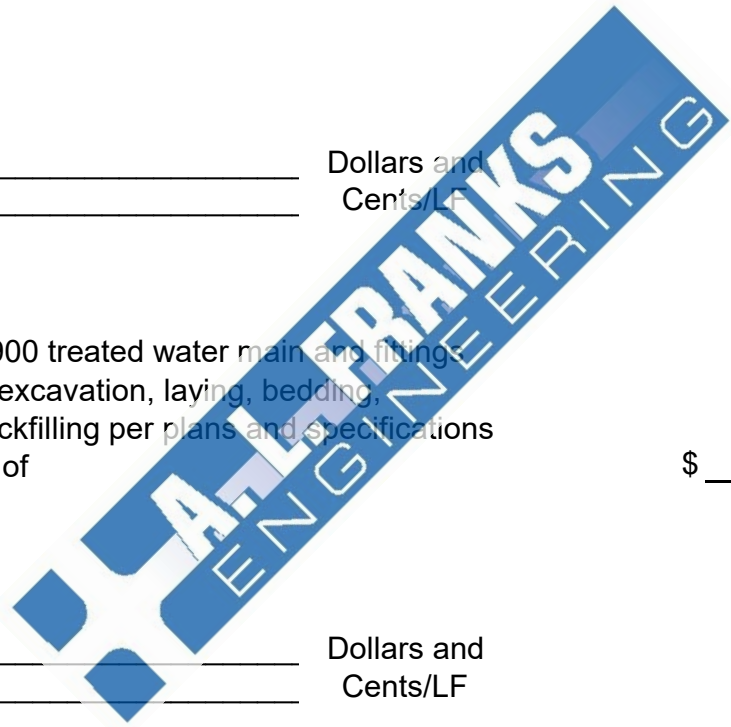 Dollars and
Cents/LF
900 treated water main and fittings
excavation, laying, bedding,
ckfilling per plans and specifications
of
$
A. L. FRANKS
ENGINEERING
Dollars and
Cents/LF